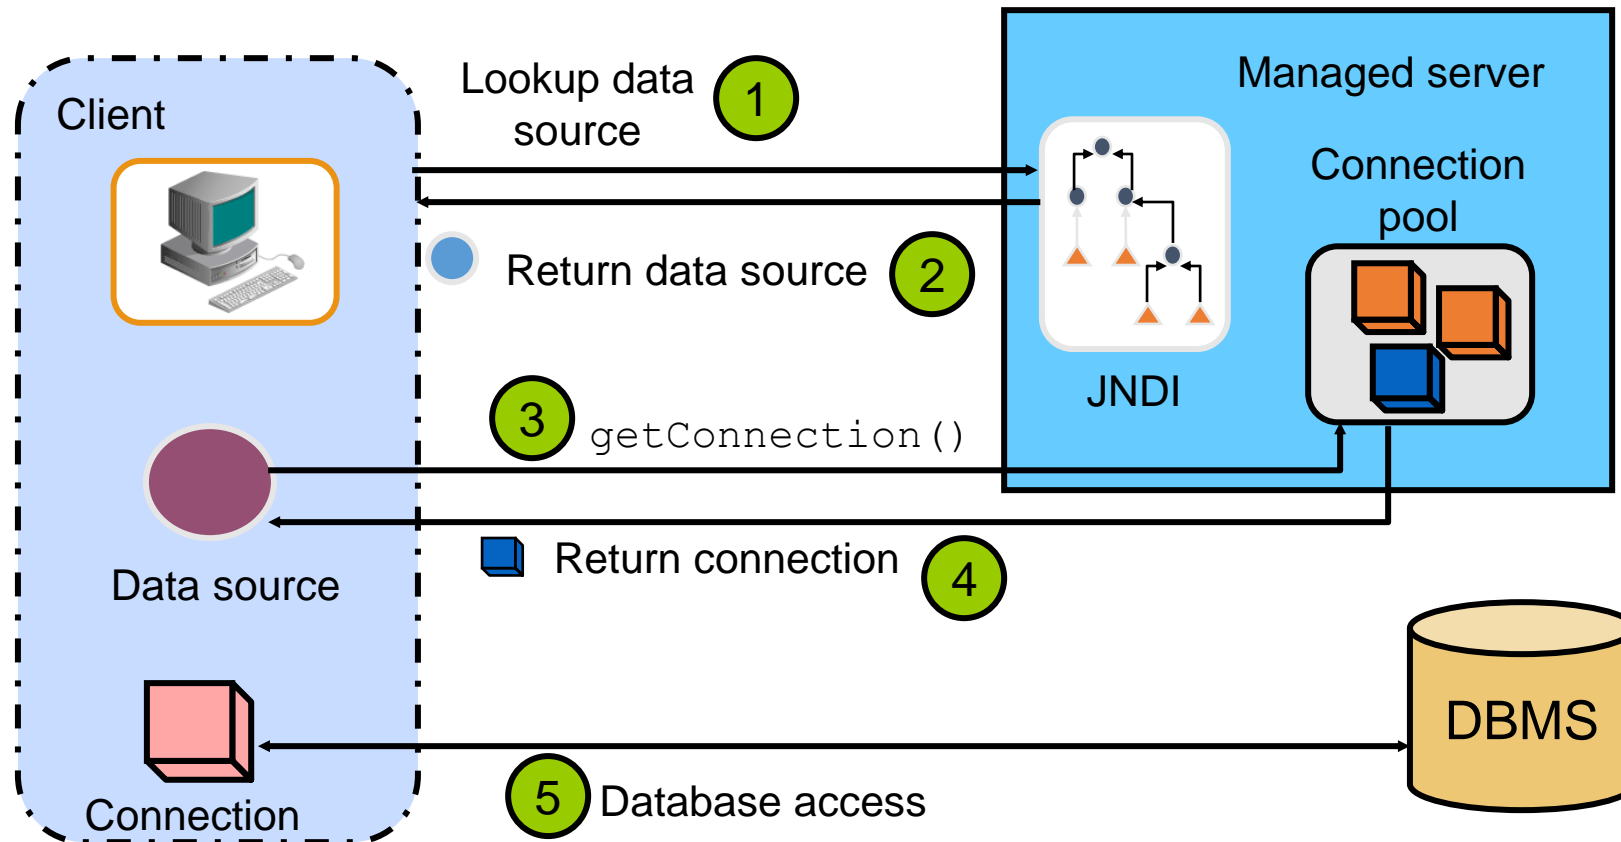 Client
Lookup data
source
1
Managed server
Connection
pool
Return data source
2
JNDI
3
getConnection()
Data source
Return connection
4
DBMS
5
Database access
Connection